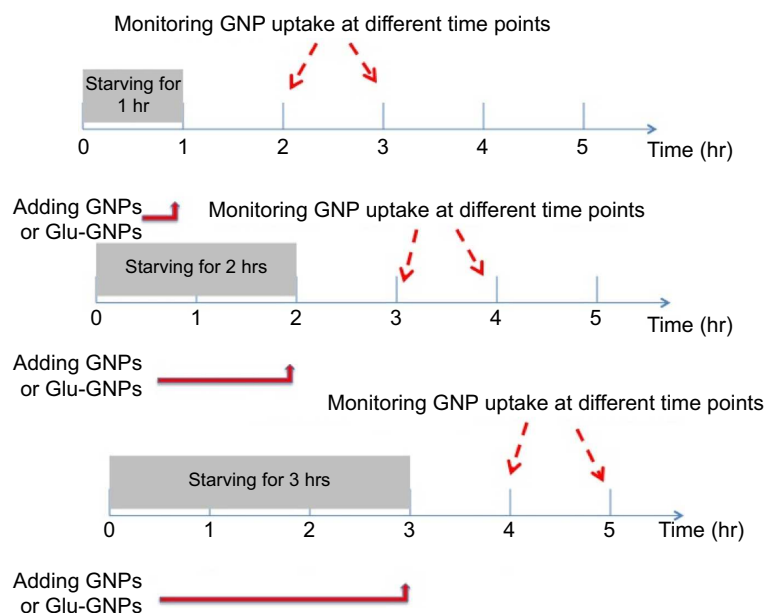 Monitoring GNP uptake at different time points
Starving for
1 hr
0 1 2 3 4 5 Time (hr)
Adding GNPs
or Glu-GNPs
Monitoring GNP uptake at different time points
Starving for 2 hrs
0 1 2 3 4 5 Time (hr)
Adding GNPs
or Glu-GNPs
Monitoring GNP uptake at different time points
Starving for 3 hrs
0 1 2 3 4 5 Time (hr)
Adding GNPs
or Glu-GNPs